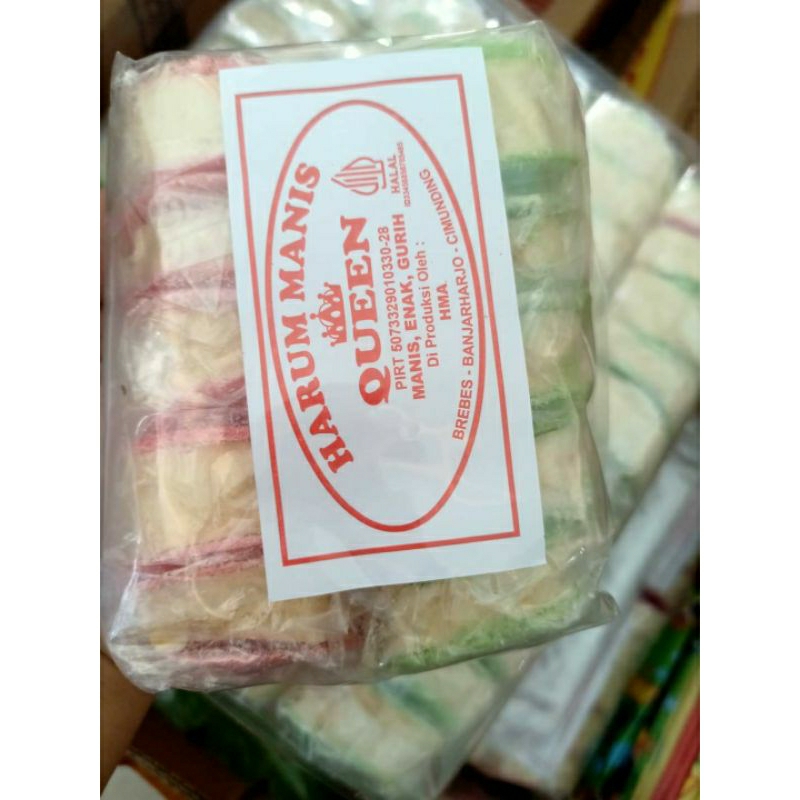 HARUM MANIS
QUEEN
PIRT 5073329010330-28
MANIS, ENAK, GURIH
Di Produksi Oleh :
HMA
BREBES - BANJARHARJO - CIMUNDING
HALAL